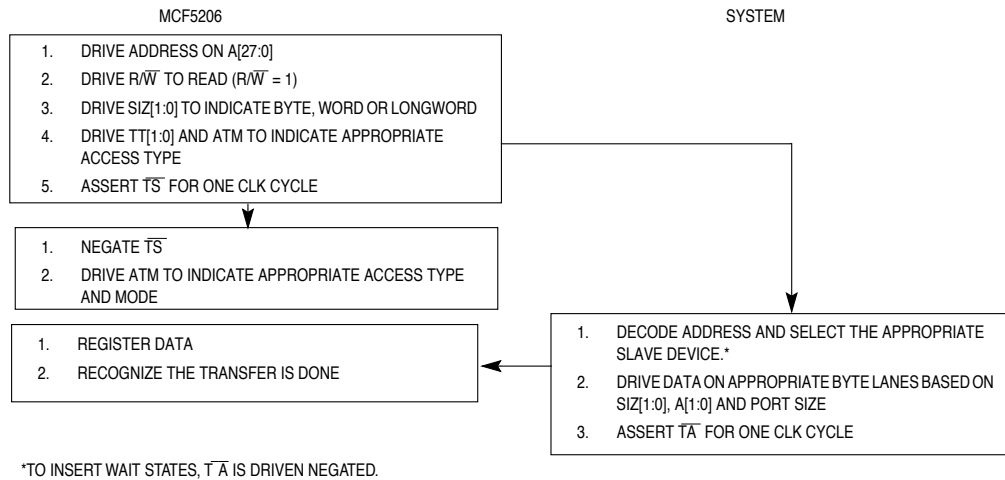 MCF5206
SYSTEM
1. DRIVE ADDRESS ON A[27:0]
2. DRIVE R/W̅ TO READ (R/W̅ = 1)
3. DRIVE SIZ[1:0] TO INDICATE BYTE, WORD OR LONGWORD
4. DRIVE TT[1:0] AND ATM TO INDICATE APPROPRIATE
ACCESS TYPE
5. ASSERT T̅S̅ FOR ONE CLK CYCLE
1. NEGATE T̅S̅
2. DRIVE ATM TO INDICATE APPROPRIATE ACCESS TYPE
AND MODE
1. REGISTER DATA
2. RECOGNIZE THE TRANSFER IS DONE
1. DECODE ADDRESS AND SELECT THE APPROPRIATE
SLAVE DEVICE.*
2. DRIVE DATA ON APPROPRIATE BYTE LANES BASED ON
SIZ[1:0], A[1:0] AND PORT SIZE
3. ASSERT T̅A̅ FOR ONE CLK CYCLE
*TO INSERT WAIT STATES, T̅ A̅ IS DRIVEN NEGATED.